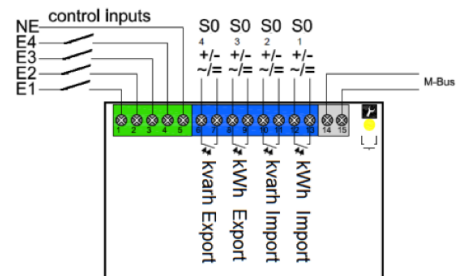 control inputs
NE
E4
E3
E2
E1
S0 S0 S0 S0
4 3 2 1
+/- +/- +/- +/-
~/= ~/= ~/= ~/=
M-Bus
1 2 3 4 5 6 7 8 9 10 11 12 13 14 15
kvarh Export
kWh Export
kvarh Import
kWh Import